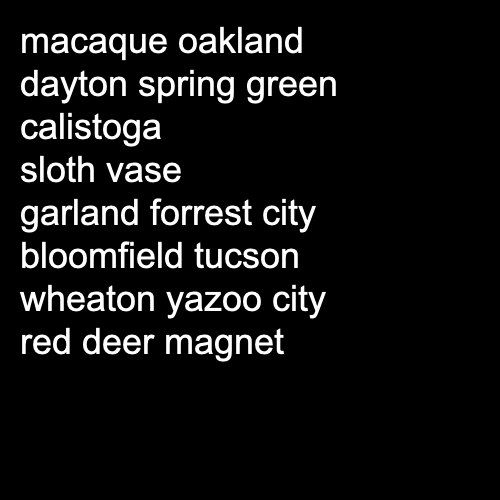 macaque oakland
dayton spring green
calistoga
sloth vase
garland forrest city
bloomfield tucson
wheaton yazoo city
red deer magnet